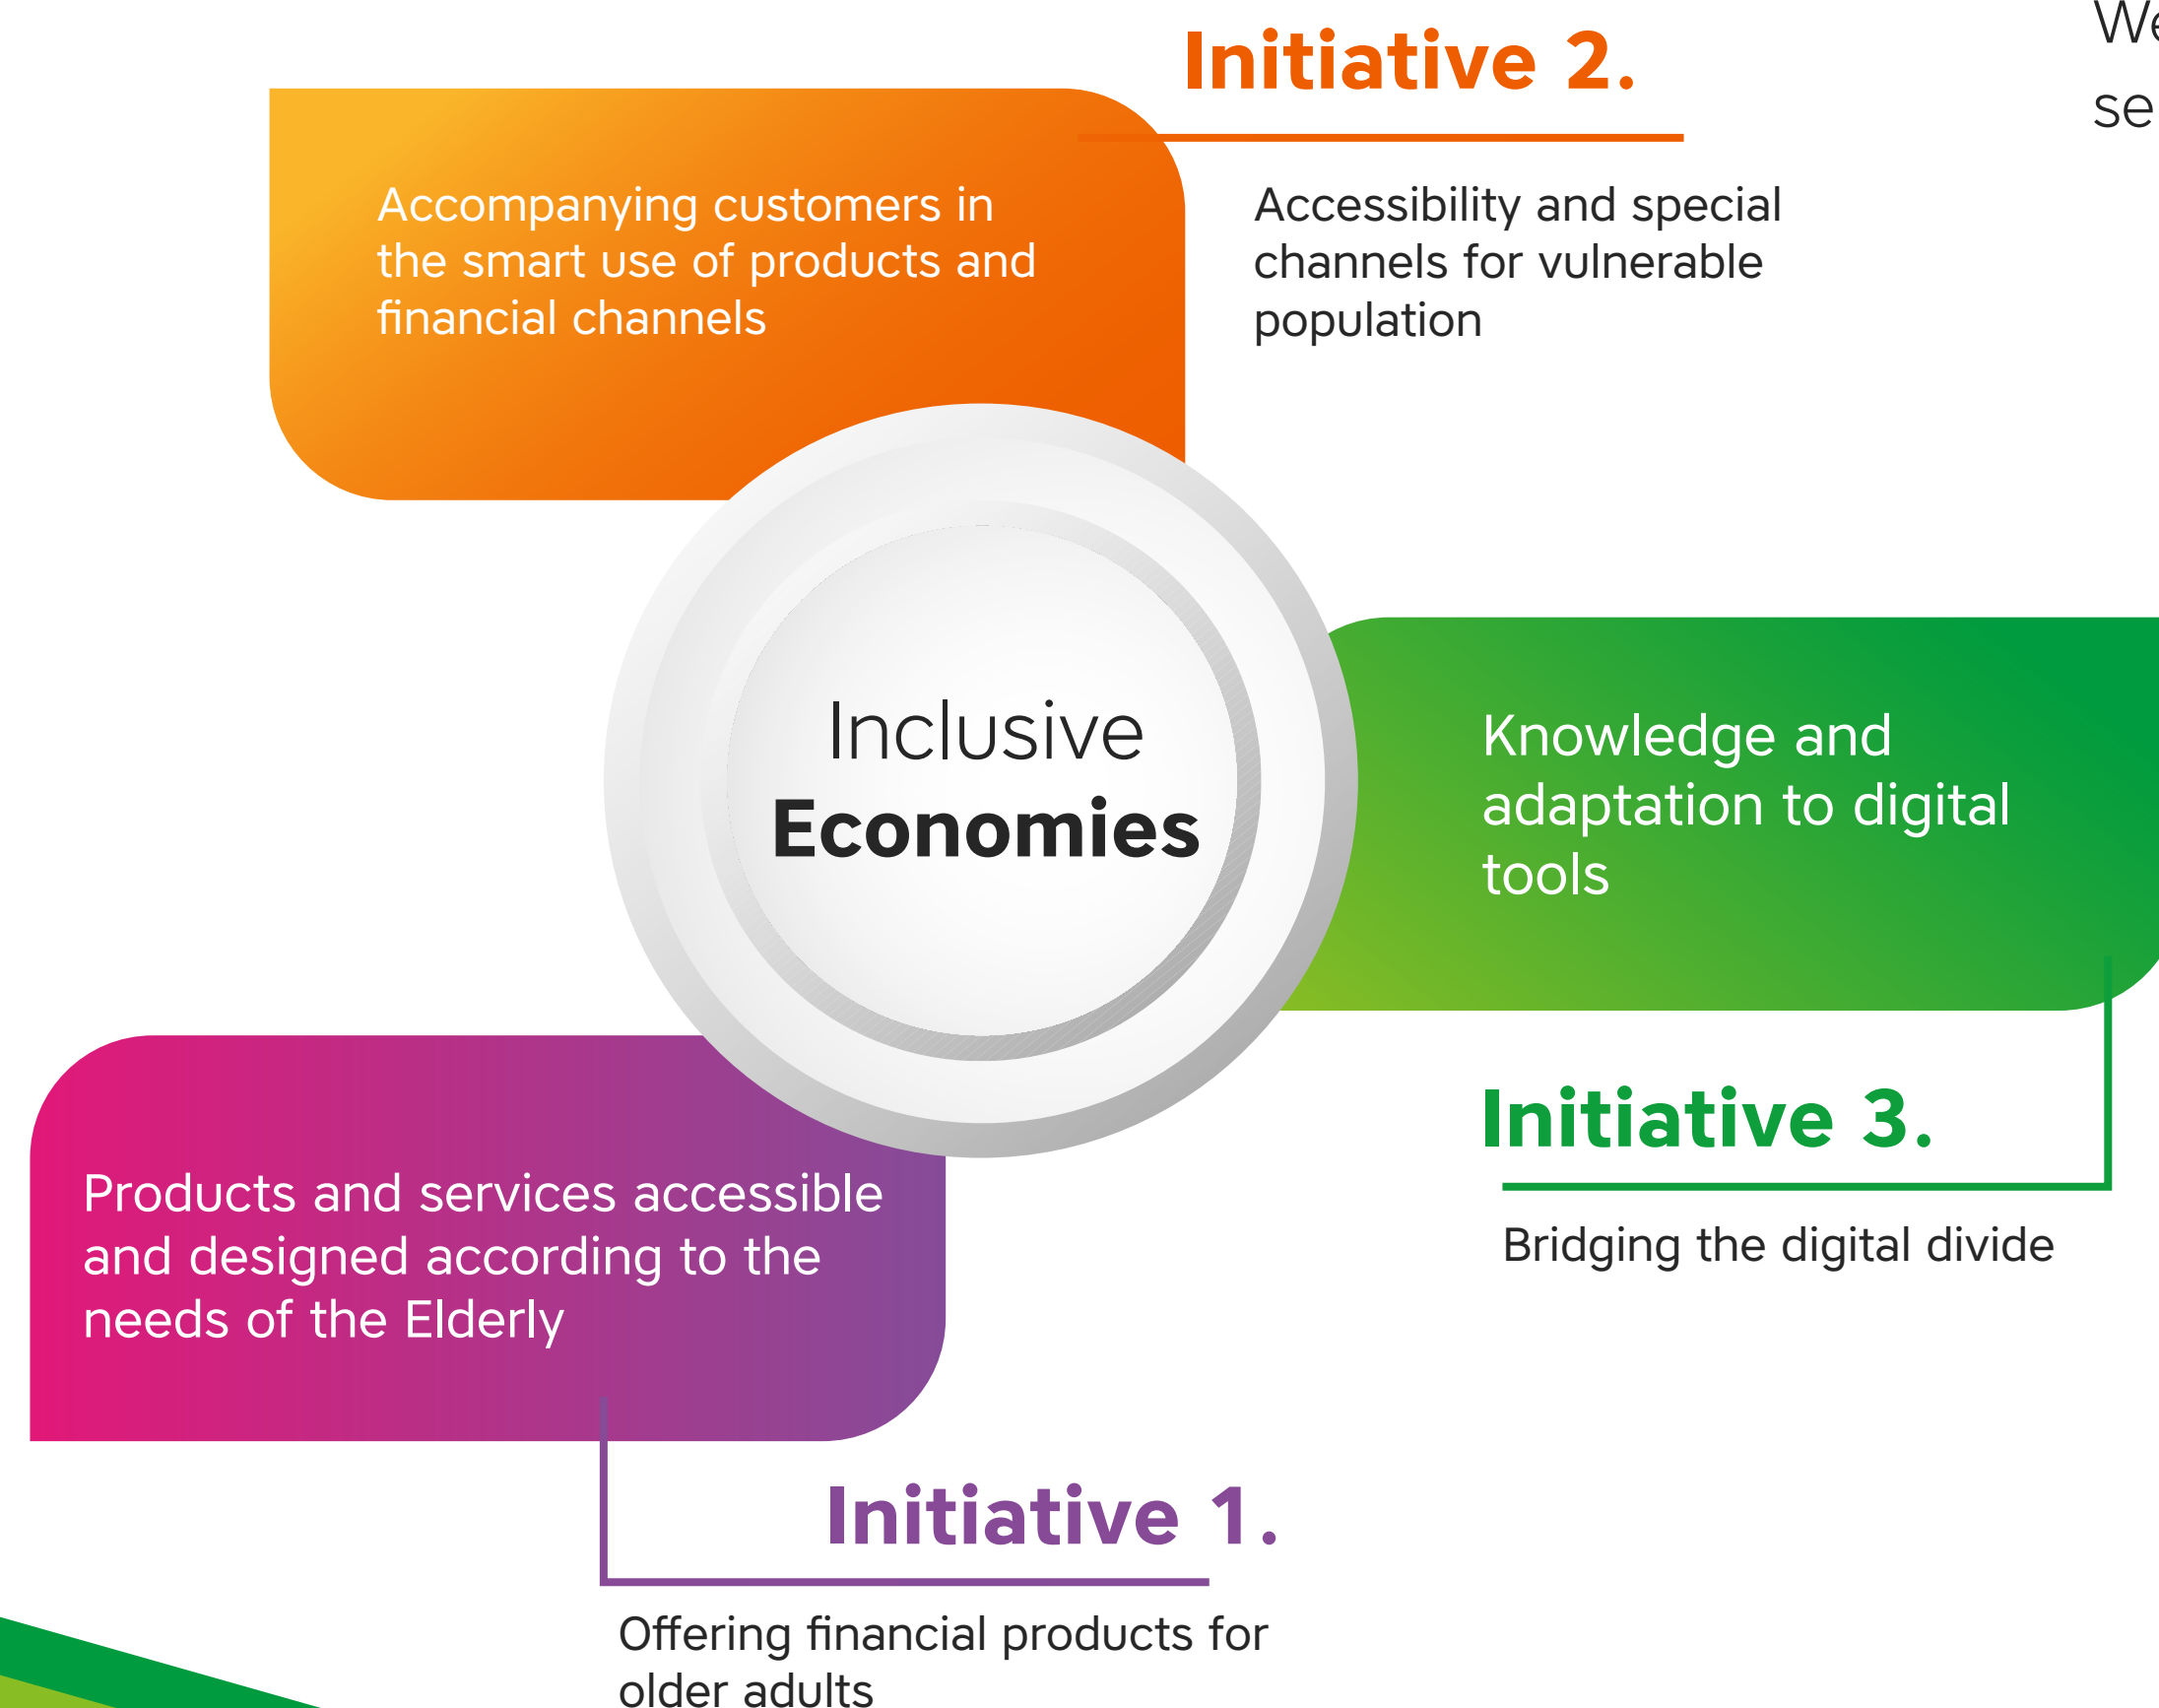 Initiative 2.
Accompanying customers in
the smart use of products and
financial channels
Accessibility and special
channels for vulnerable
population
Inclusive
Economies
Knowledge and
adaptation to digital
tools
Initiative 3.
Bridging the digital divide
Products and services accessible
and designed according to the
needs of the Elderly
Initiative 1.
Offering financial products for
older adults